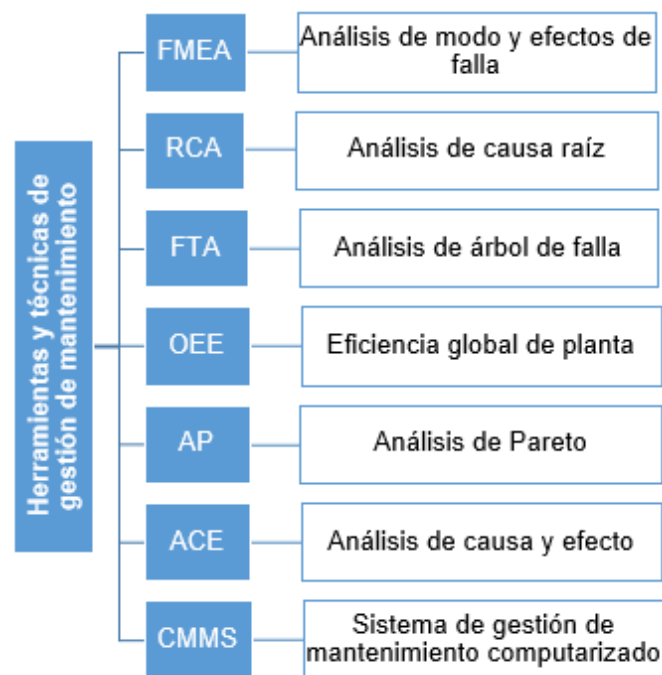 Herramientas y técnicas de
gestión de mantenimiento
FMEA
Análisis de modo y efectos de
falla
RCA
Análisis de causa raíz
FTA
Análisis de árbol de falla
OEE
Eficiencia global de planta
AP
Análisis de Pareto
ACE
Análisis de causa y efecto
CMMS
Sistema de gestión de
mantenimiento computarizado